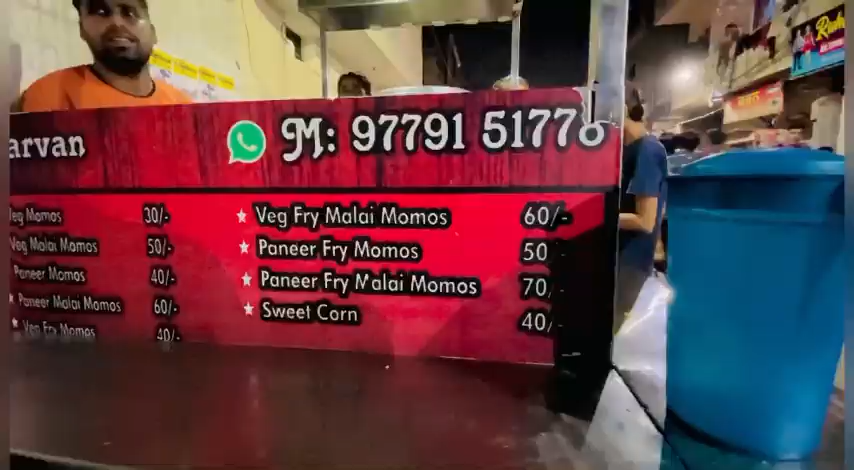 arvan
M: 97791 51778
Veg Momos 30/-
Veg Malai Momos 50/-
Paneer Momos 40/-
★ Paneer Malai Momos 60/-
★ Veg Fry Momos 40/-
★ Veg Fry Malai Momos 60/-
★ Paneer Fry Momos 50
★ Paneer Fry Malai Momos 70/
★ Sweet Corn 40/